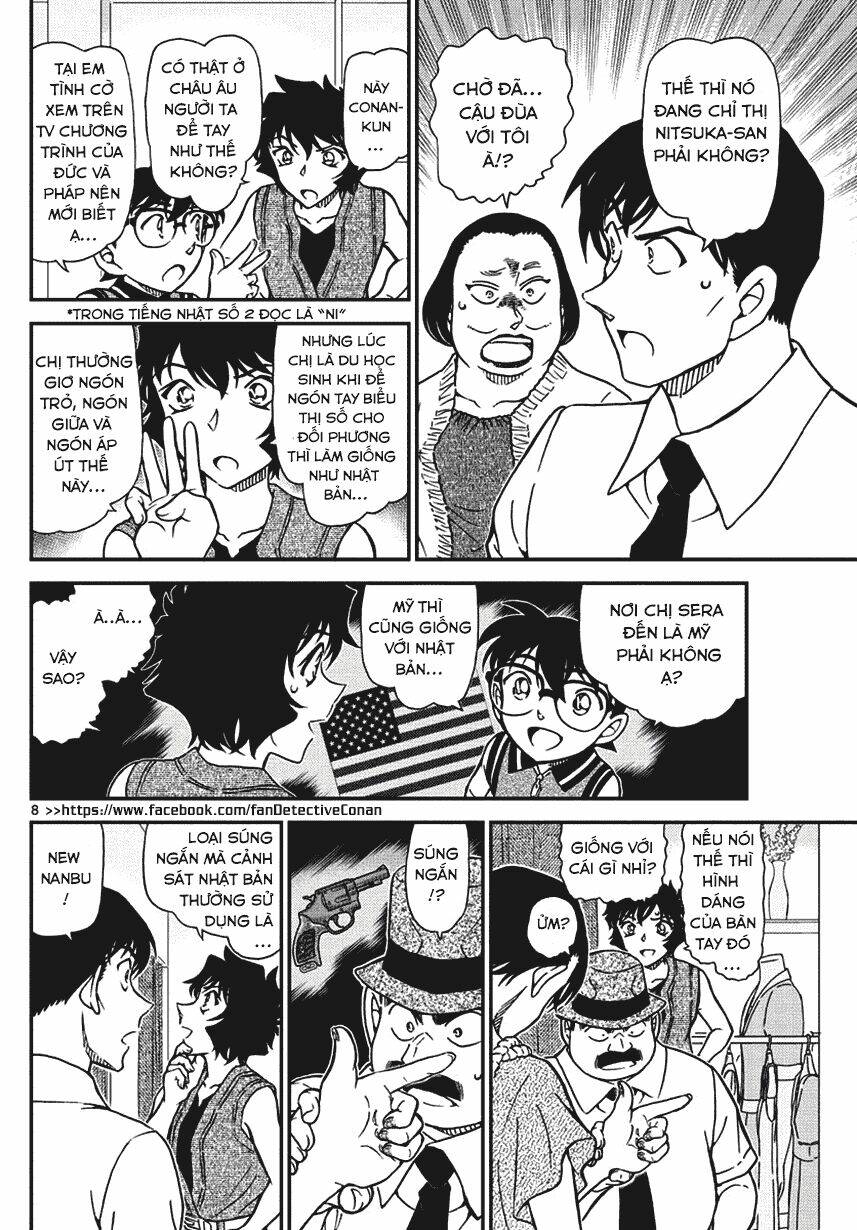 THẾ THÌ NÓ
ĐANG CHỈ THỊ
NITSUKA-SAN
PHẢI KHÔNG?
CHỜ ĐÃ...
CẬU ĐÙA
VỚI TÔI
À!?
NÀY
CONAN-
KUN
...
CÓ THẬT Ở
CHÂU ÂU
NGƯỜI TA
ĐỂ TAY
NHƯ THẾ
KHÔNG?
TẠI EM
TÌNH CỜ
XEM TRÊN
TV CHƯƠNG
TRÌNH CỦA
ĐỨC VÀ
PHÁP NÊN
MỚI BIẾT
Ạ...
*TRONG TIẾNG NHẬT SỐ 2 ĐỌC LÀ "NI"
NHƯNG LÚC
CHỊ LÀ DU HỌC
SINH KHI ĐỂ
NGÓN TAY BIỂU
THỊ SỐ CHO
ĐỐI PHƯƠNG
THÌ LÀM GIỐNG
NHƯ NHẬT
BẢN...
CHỊ THƯỜNG
GIƠ NGÓN
TRỎ, NGÓN
GIỮA VÀ
NGÓN ÁP
ÚT THẾ
NÀY...
NƠI CHỊ SERA
ĐẾN LÀ MỸ
PHẢI KHÔNG
Ạ?
MỸ THÌ
CŨNG GIỐNG
VỚI NHẬT
BẢN...
À..À...
VẬY
SAO?
8 >>https://www.facebook.com/fanDetectiveConan
NẾU NÓI
THẾ THÌ
HÌNH
DÁNG
CỦA BÀN
TAY ĐÓ
...
GIỐNG VỚI
CÁI GÌ NHỈ?
ỪM?
SÚNG
NGẮN
!?
LOẠI SÚNG
NGẮN MÀ CẢNH
SÁT NHẬT BẢN
THƯỜNG SỬ
DỤNG LÀ
...
NEW
NANBU
!